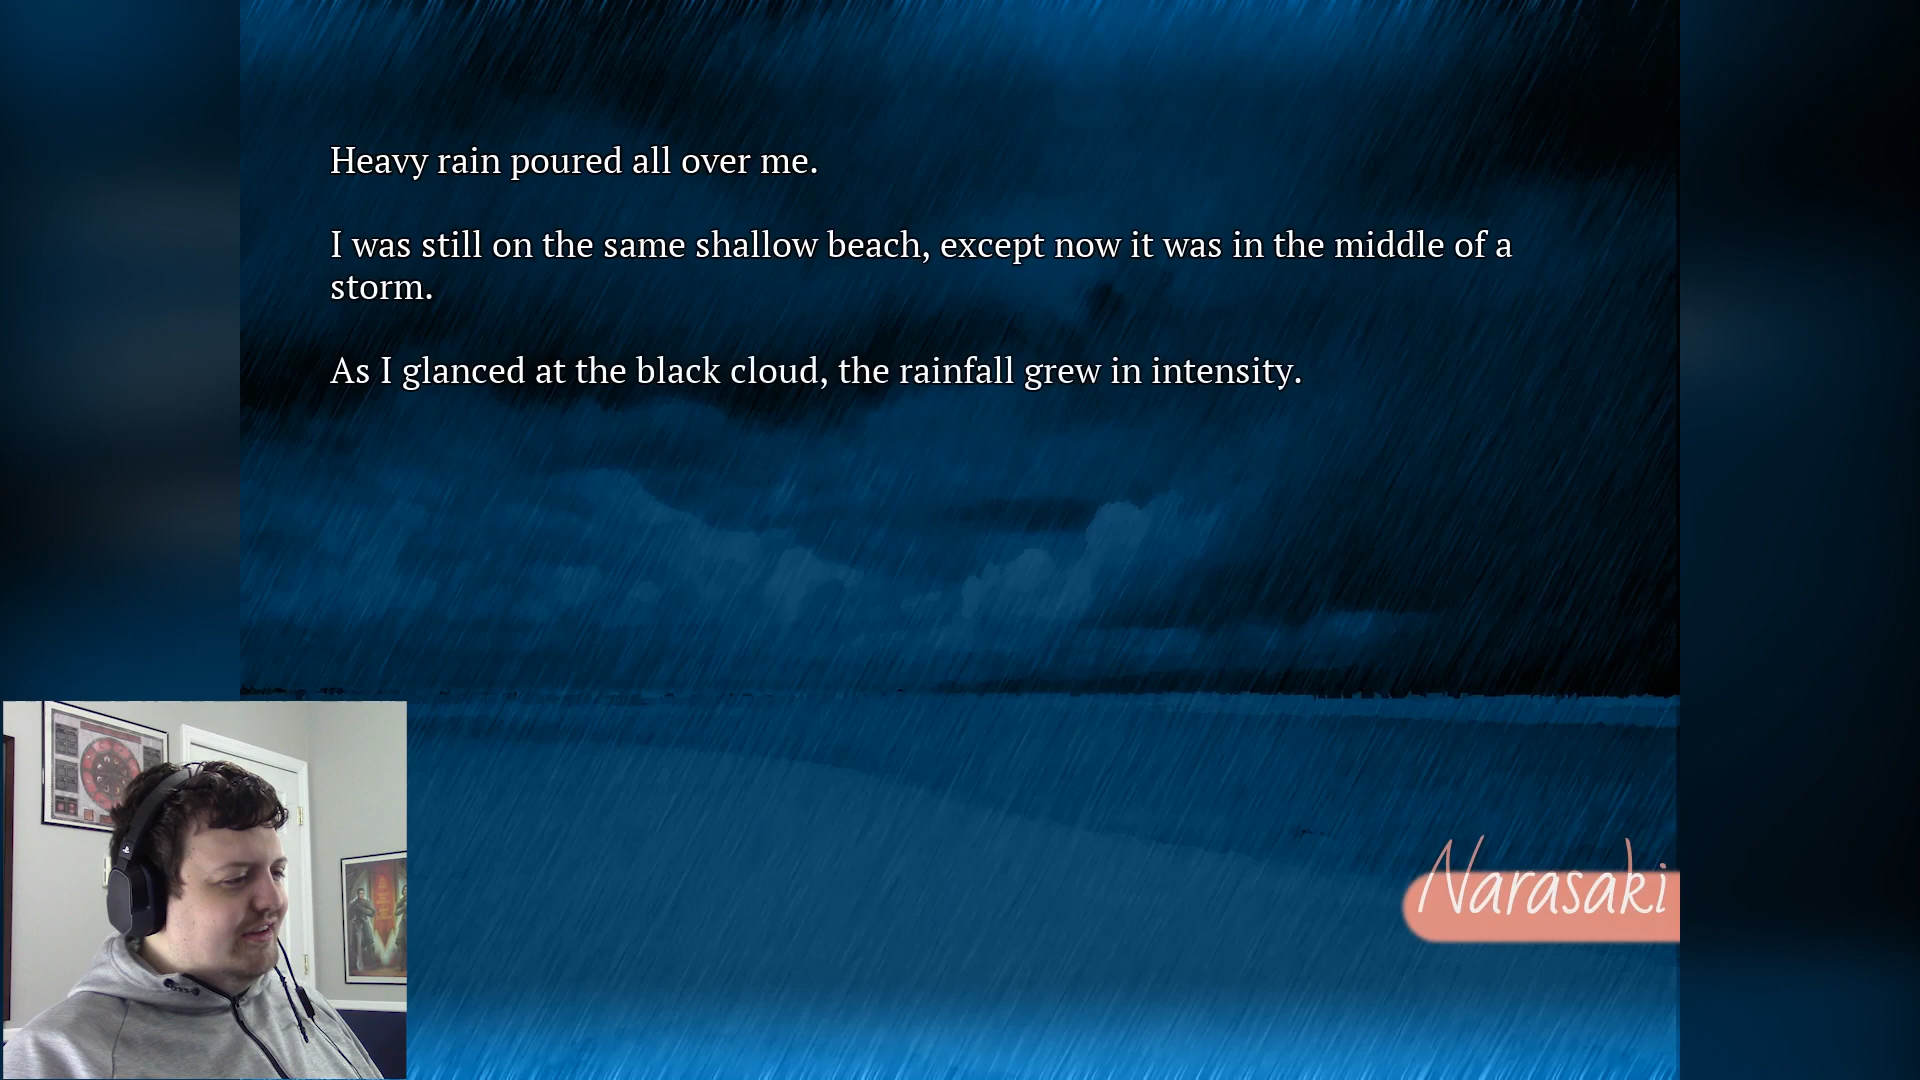 Heavy rain poured all over me.
I was still on the same shallow beach, except now it was in the middle of a
storm.
As I glanced at the black cloud, the rainfall grew in intensity.
Narasaki